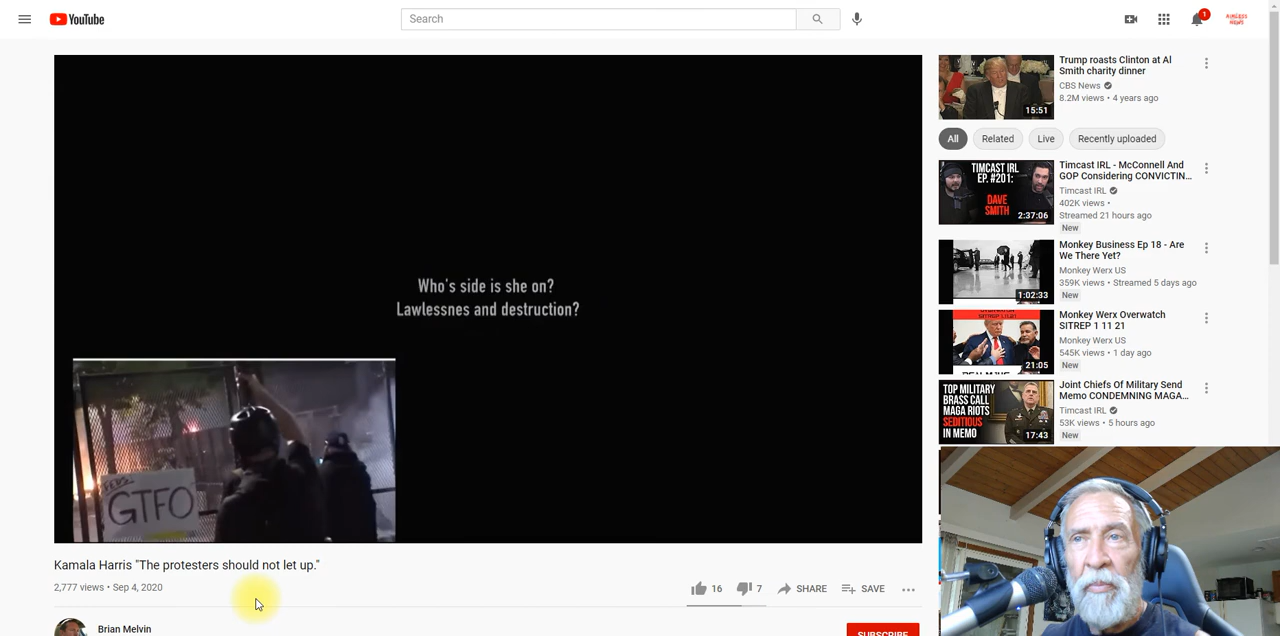 YouTube
Search
1
AIMLESS
NEWS
Who's side is she on?
Lawlessnes and destruction?
GTFO
Kamala Harris "The protesters should not let up."
2,777 views • Sep 4, 2020
16
7
SHARE
SAVE
Brian Melvin
SUBSCRIBE
Trump roasts Clinton at Al
Smith charity dinner
CBS News
8.2M views • 4 years ago
15:51
All
Related
Live
Recently uploaded
TIMCAST IRL
EP. #201:
DAVE
SMITH
2:37:06
Timcast IRL - McConnell And
GOP Considering CONVICTIN...
Timcast IRL
402K views •
Streamed 21 hours ago
New
1:02:33
Monkey Business Ep 18 - Are
We There Yet?
Monkey Werx US
359K views • Streamed 5 days ago
New
21:05
Monkey Werx Overwatch
SITREP 1 11 21
Monkey Werx US
545K views • 1 day ago
New
TOP MILITARY
BRASS CALL
MAGA RIOTS
SEDITIOUS
IN MEMO
17:43
Joint Chiefs Of Military Send
Memo CONDEMNING MAGA...
Timcast IRL
53K views • 5 hours ago
New